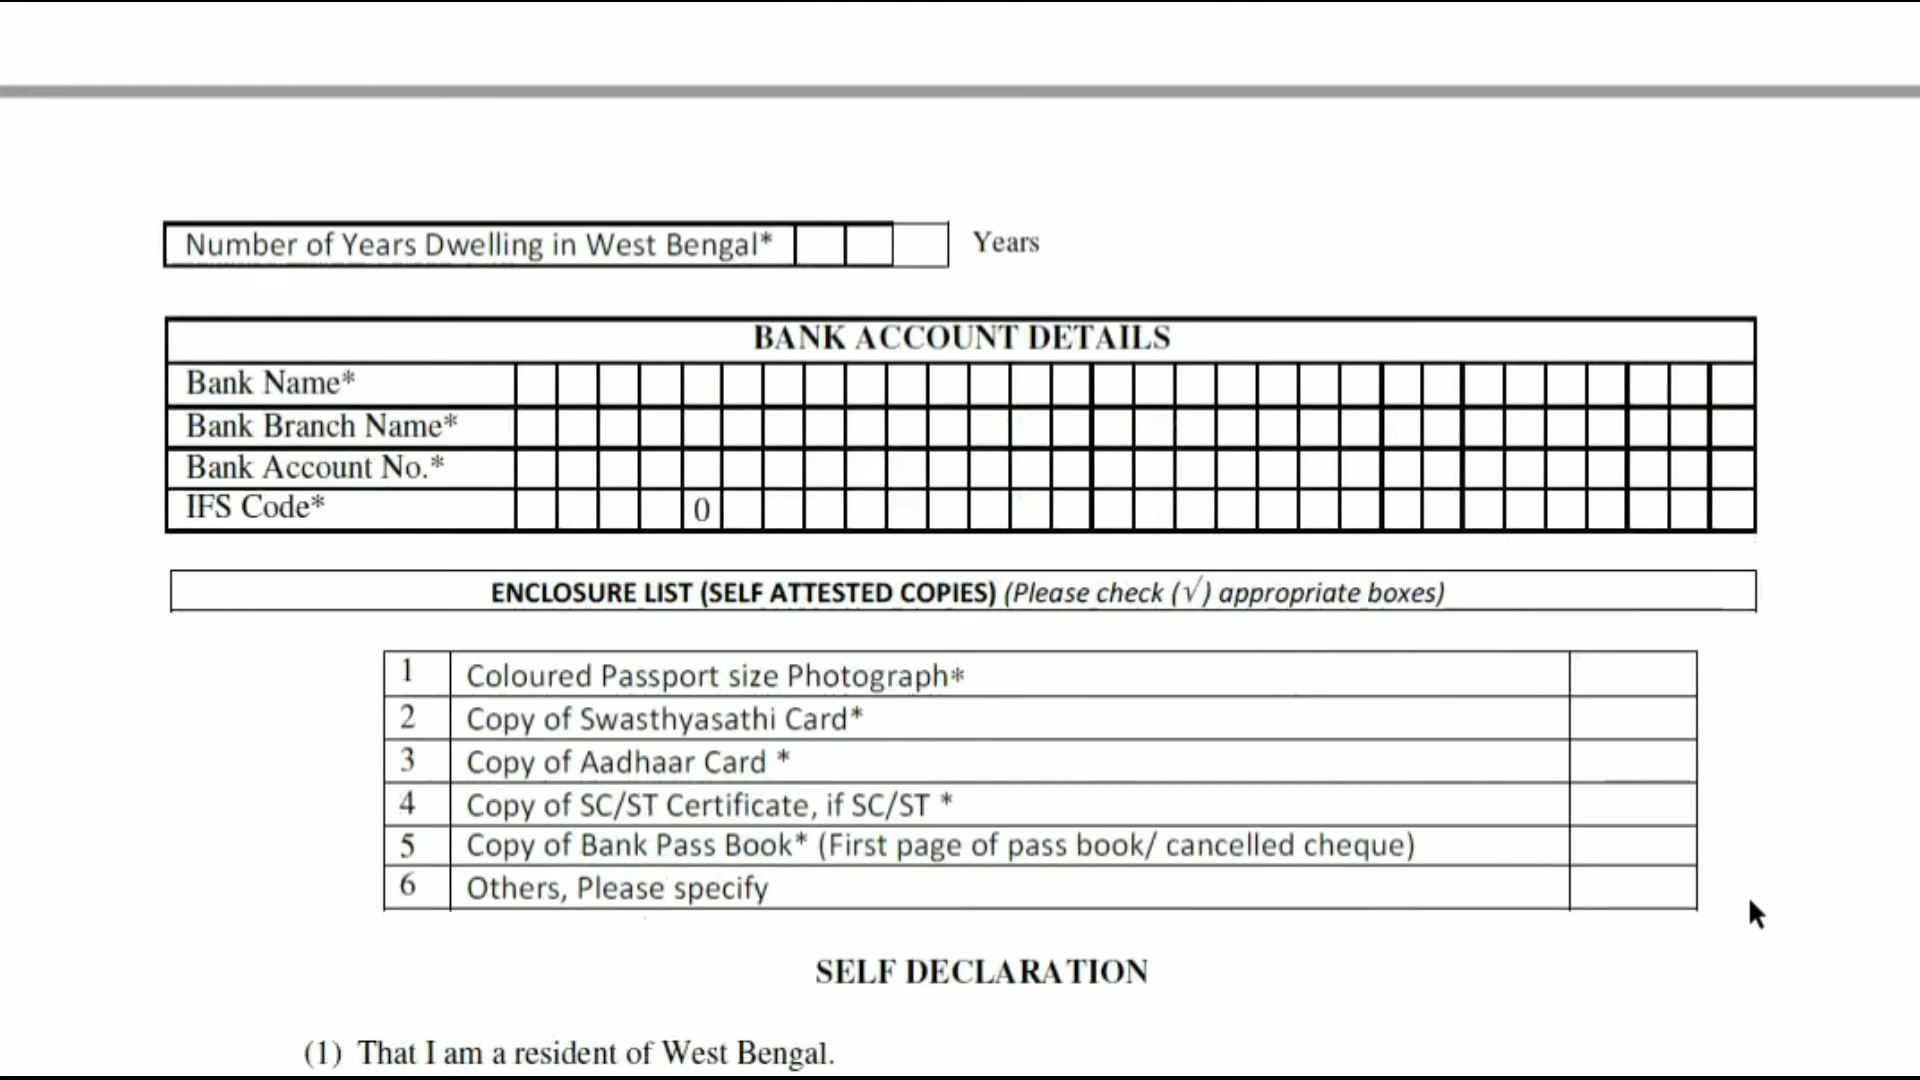 Number of Years Dwelling in West Bengal* Years
BANK ACCOUNT DETAILS
Bank Name*
Bank Branch Name*
Bank Account No.*
IFS Code* 0
ENCLOSURE LIST (SELF ATTESTED COPIES) (Please check (√) appropriate boxes)
1 Coloured Passport size Photograph*
2 Copy of Swasthyasathi Card*
3 Copy of Aadhaar Card *
4 Copy of SC/ST Certificate, if SC/ST *
5 Copy of Bank Pass Book* (First page of pass book/ cancelled cheque)
6 Others, Please specify
SELF DECLARATION
(1) That I am a resident of West Bengal.